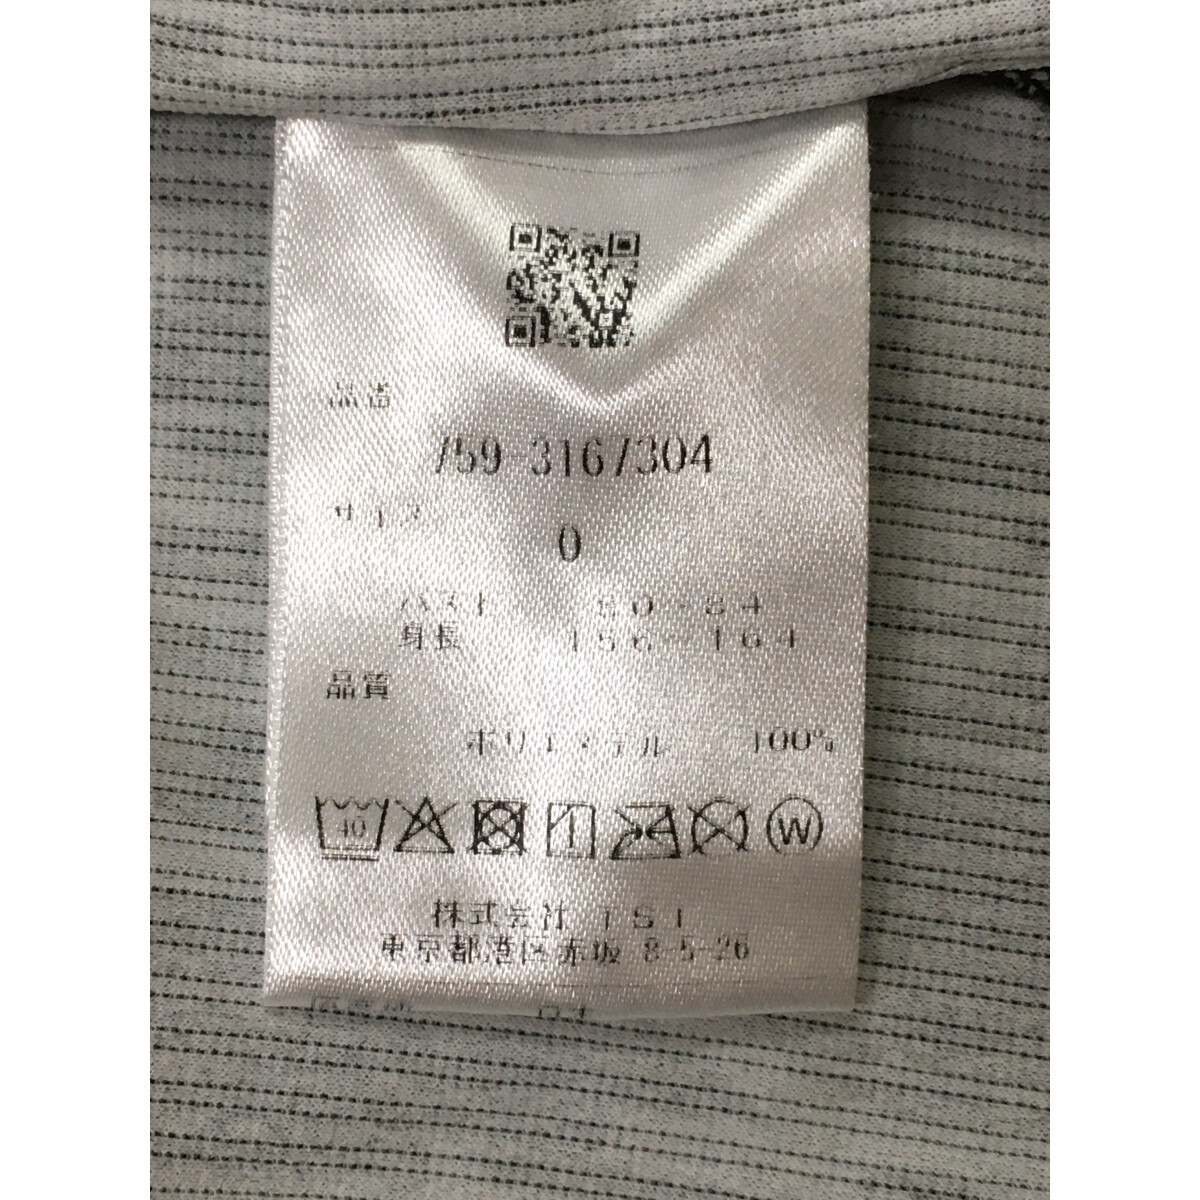 品番
759-3167304
サイズ
0
バスト 80~84
身長 156~164
品質
ポリエステル 100%
40 W
株式会社 TSI
東京都港区赤坂 8-5-26